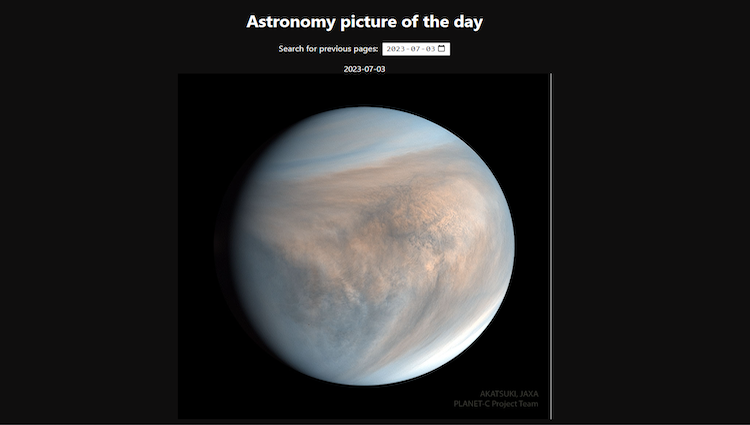 Astronomy picture of the day
Search for previous pages: 2023-07-03
2023-07-03
AKATSUKI, JAXA
PLANET-C Project Team